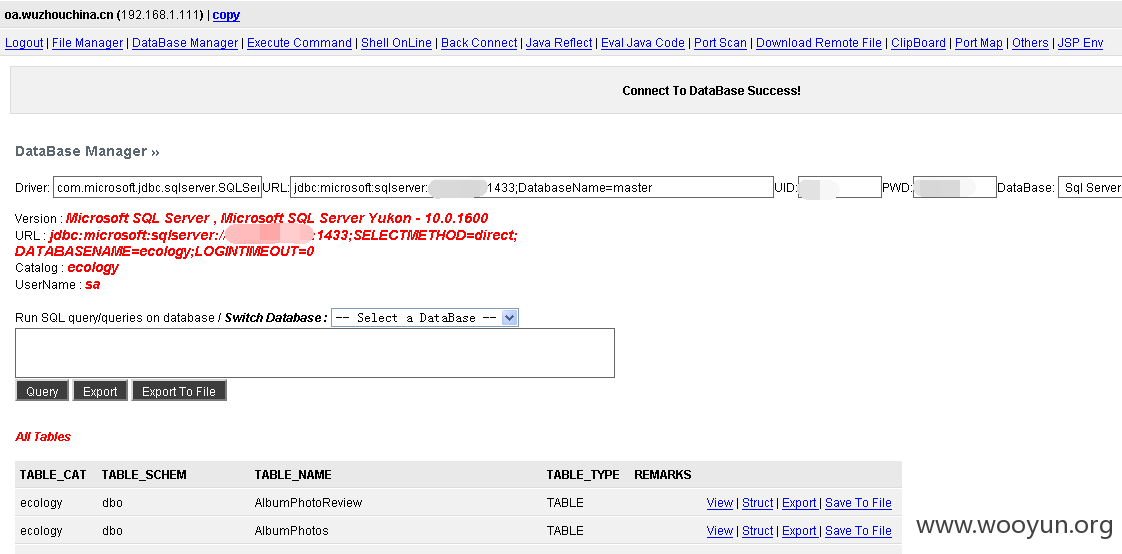 oa.wuzhouchina.cn (192.168.1.111) | copy
Logout | File Manager | DataBase Manager | Execute Command | Shell OnLine | Back Connect | Java Reflect | Eval Java Code | Port Scan | Download Remote File | ClipBoard | Port Map | Others | JSP Env
Connect To DataBase Success!
DataBase Manager »
Driver: com.microsoft.jdbc.sqlserver.SQLSer URL: jdbc:microsoft:sqlserver: 1433;DatabaseName=master UID: PWD: DataBase: Sql Server
Version : Microsoft SQL Server , Microsoft SQL Server Yukon - 10.0.1600
URL : jdbc:microsoft:sqlserver:// :1433;SELECTMETHOD=direct;
DATABASENAME=ecology;LOGINTIMEOUT=0
Catalog : ecology
UserName : sa
Run SQL query/queries on database / Switch Database : -- Select a DataBase --
Query Export Export To File
All Tables
TABLE_CAT TABLE_SCHEM TABLE_NAME TABLE_TYPE REMARKS
ecology dbo AlbumPhotoReview TABLE View | Struct | Export | Save To File
ecology dbo AlbumPhotos TABLE View | Struct | Export | Save To File
www.wooyun.org